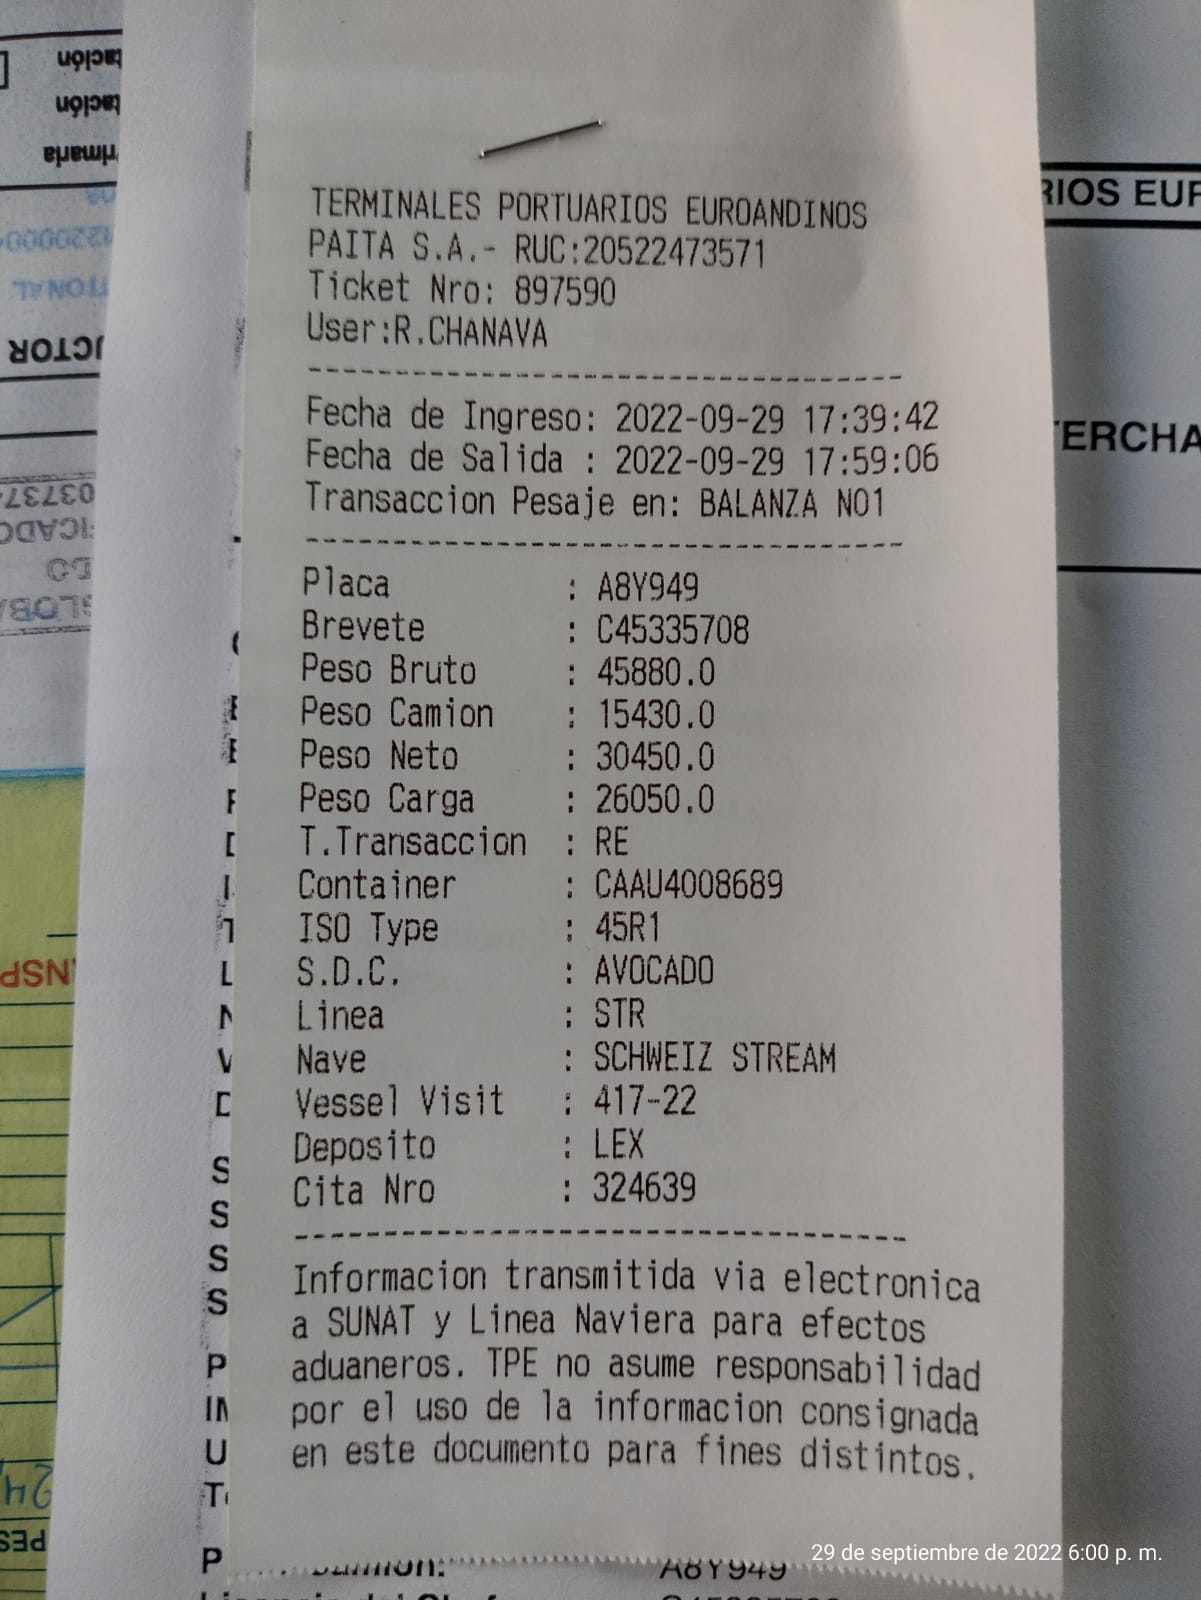 TERMINALES PORTUARIOS EUROANDINOS
PAITA S.A.- RUC:20522473571
Ticket Nro: 897590
User:R.CHANAVA
---------------------------------
Fecha de Ingreso: 2022-09-29 17:39:42
Fecha de Salida : 2022-09-29 17:59:06
Transaccion Pesaje en: BALANZA NO1
---------------------------------
Placa : A8Y949
Brevete : C45335708
Peso Bruto : 45880.0
Peso Camion : 15430.0
Peso Neto : 30450.0
Peso Carga : 26050.0
T.Transaccion : RE
Container : CAAU4008689
ISO Type : 45R1
S.D.C. : AVOCADO
Linea : STR
Nave : SCHWEIZ STREAM
Vessel Visit : 417-22
Deposito : LEX
Cita Nro : 324639
---------------------------------
Informacion transmitida via electronica
a SUNAT y Linea Naviera para efectos
aduaneros. TPE no asume responsabilidad
por el uso de la informacion consignada
en este documento para fines distintos.
A8Y949
29 de septiembre de 2022 6:00 p. m.